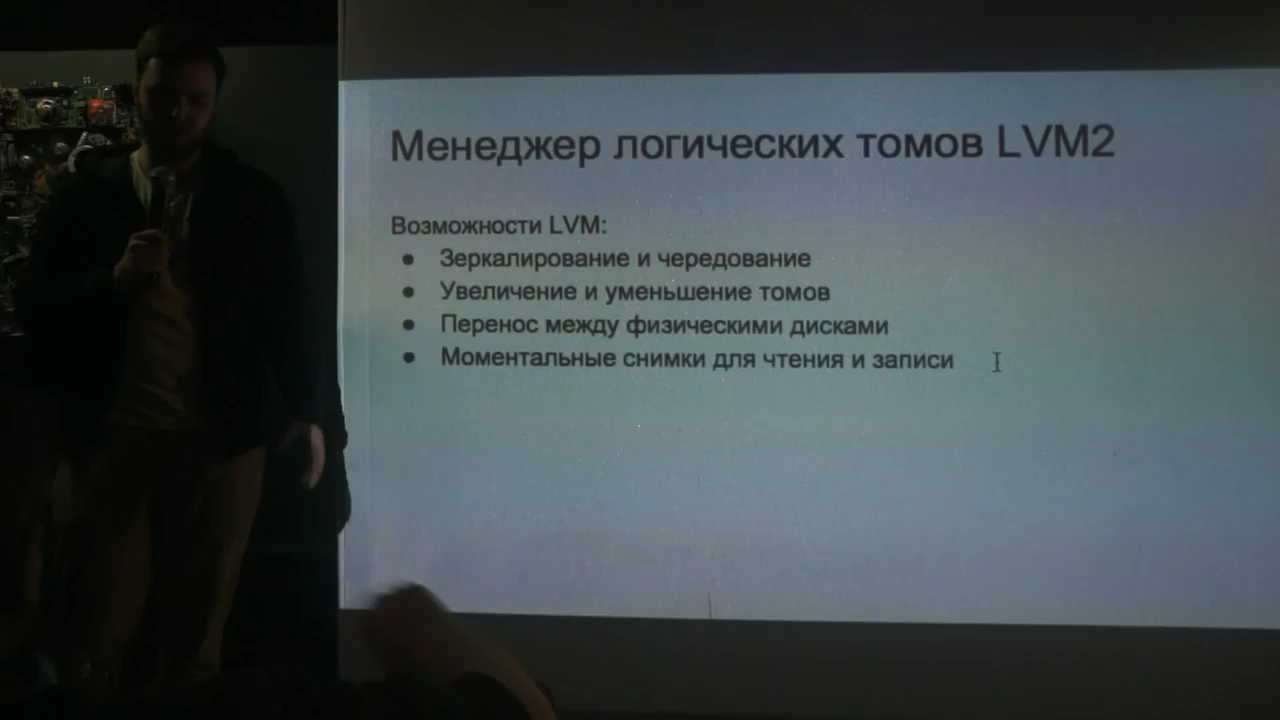 Менеджер логических томов LVM2
Возможности LVM:
● Зеркалирование и чередование
● Увеличение и уменьшение томов
● Перенос между физическими дисками
● Моментальные снимки для чтения и записи